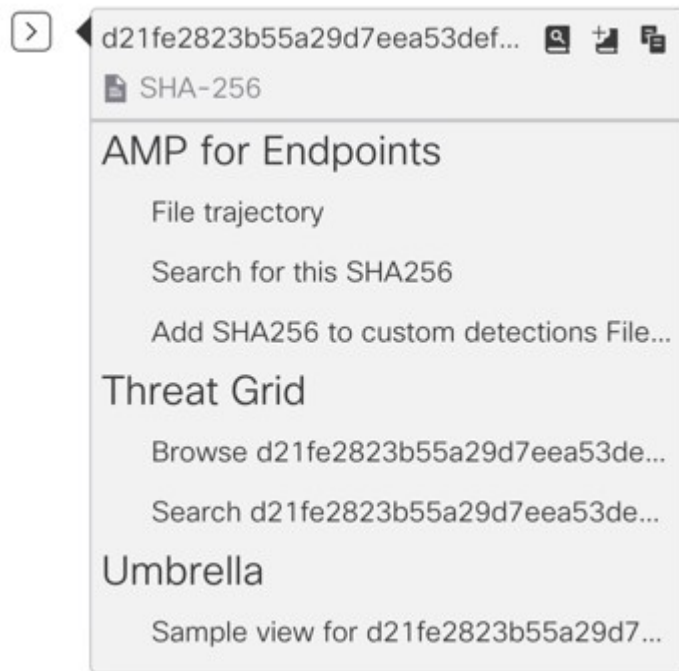 d21fe2823b55a29d7eea53def...
SHA-256
AMP for Endpoints
File trajectory
Search for this SHA256
Add SHA256 to custom detections File...
Threat Grid
Browse d21fe2823b55a29d7eea53de...
Search d21fe2823b55a29d7eea53de...
Umbrella
Sample view for d21fe2823b55a29d7...